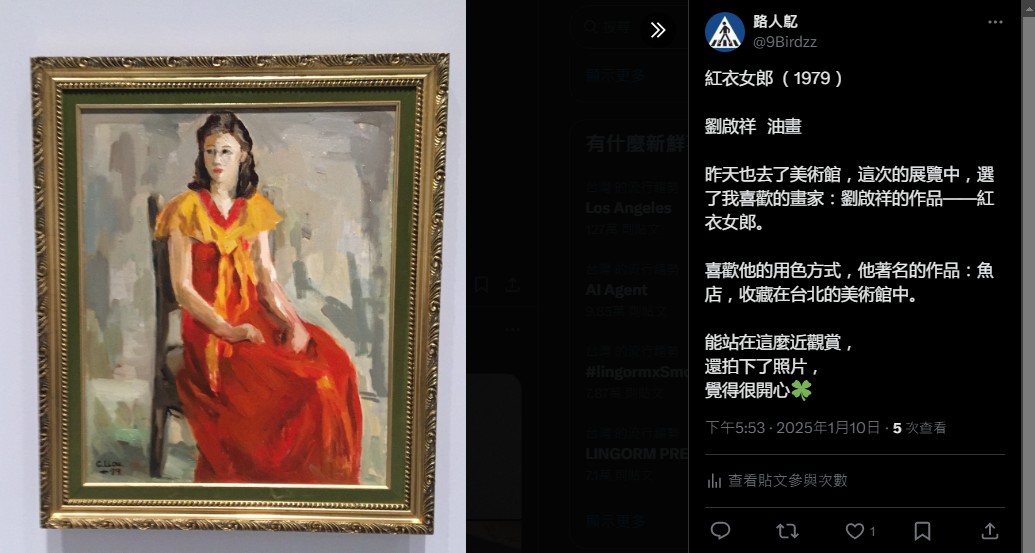 路人鳦
@9Birdzz
紅衣女郎（1979）
劉啟祥 油畫
昨天也去了美術館，這次的展覽中，選
了我喜歡的畫家：劉啟祥的作品——紅
衣女郎。
喜歡他的用色方式，他著名的作品：魚
店，收藏在台北的美術館中。
能站在這麼近觀賞，
還拍下了照片，
覺得很開心🍀
下午5:53 · 2025年1月10日 · 5 次查看
查看貼文參與次數
1
有什麼新鮮
Los Angeles
AI Agent
#lingormxSmo
LINGORM PRE